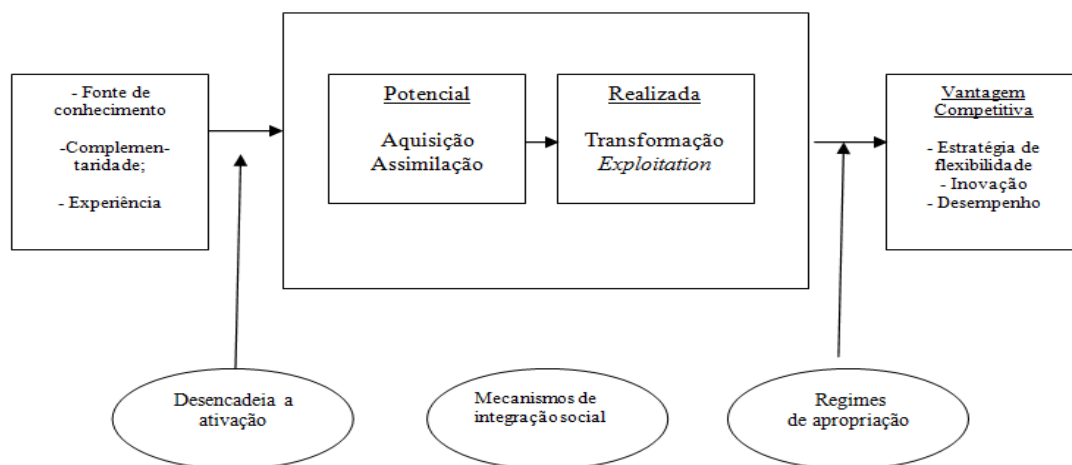 - Fonte de
conhecimento
-Complemen-
taridade;
- Experiência
Potencial
Aquisição
Assimilação
Realizada
Transformação
Exploitation
Vantagem
Competitiva
- Estratégia de
flexibilidade
- Inovação
- Desempenho
Desencadeia a
ativação
Mecanismos de
integração social
Regimes
de apropriação